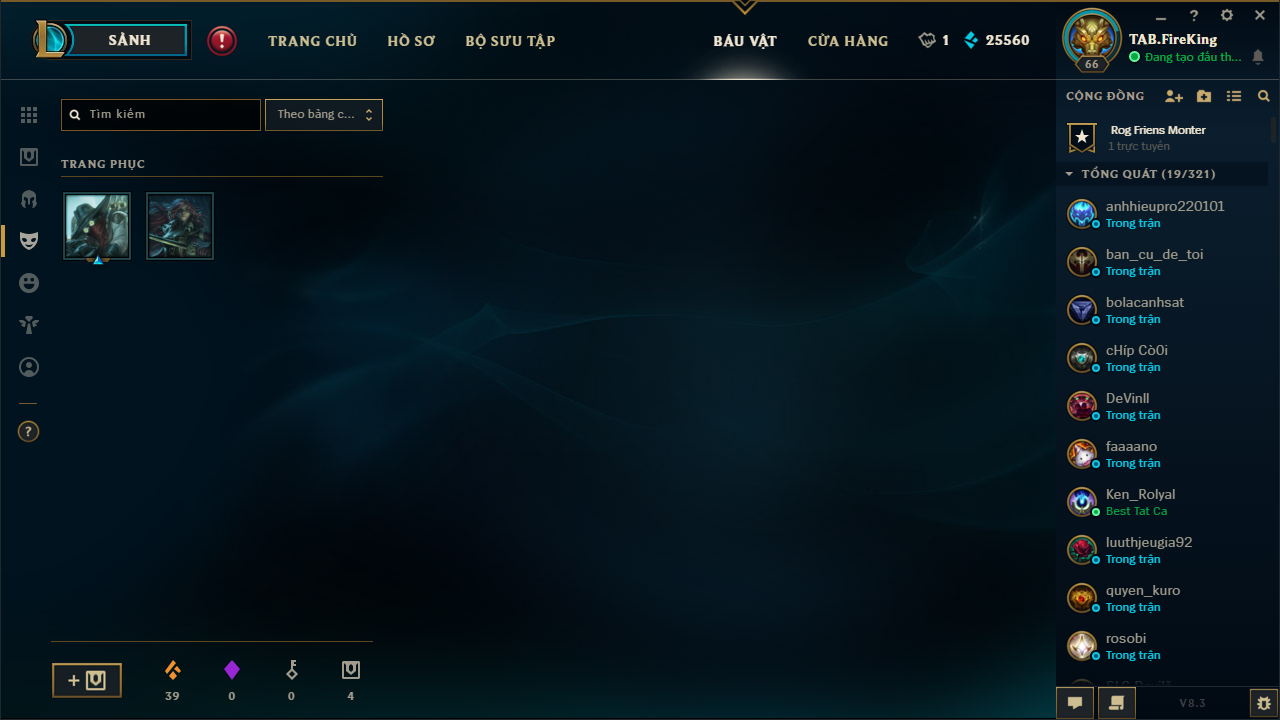 SẢNH
TRANG CHỦ
HỒ SƠ
BỘ SƯU TẬP
BÁU VẬT
CỬA HÀNG
1
25560
66
TAB.FireKing
Đang tạo đấu th...
Tìm kiếm
Theo bảng c...
TRANG PHỤC
39
0
0
4
CỘNG ĐỒNG
Rog Friens Monter
1 trực tuyến
TỔNG QUÁT (19/321)
anhhieupro220101
Trong trận
ban_cu_de_toi
Trong trận
bolacanhsat
Trong trận
cHíp Cò0i
Trong trận
DeVinll
Trong trận
faaaano
Trong trận
Ken_Rolyal
Best Tat Ca
luuthjeugia92
Trong trận
quyen_kuro
Trong trận
rosobi
Trong trận
V8.3